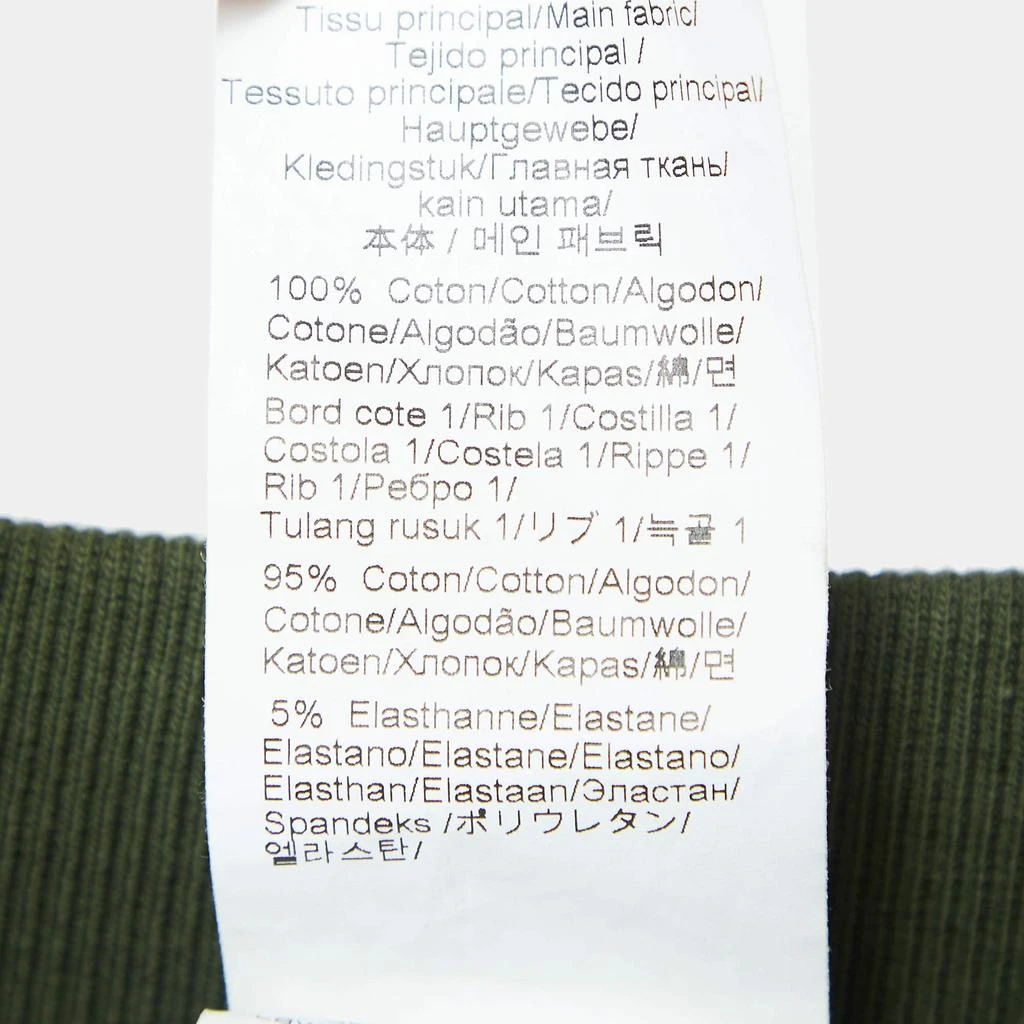 Tissu principal/Main fabric/
Tejido principal /
Tessuto principale/Tecido principal/
Hauptgewebe/
Kledingstuk/Главная ткань/
kain utama/
本体 / 메인 패브릭
100% Coton/Cotton/Algodon/
Cotone/Algodão/Baumwolle/
Katoen/Хлопок/Kapas/綿/면
Bord cote 1/Rib 1/Costilla 1/
Costola 1/Costela 1/Rippe 1/
Rib 1/Ребро 1/
Tulang rusuk 1/リブ 1/늑골 1
95% Coton/Cotton/Algodon/
Cotone/Algodão/Baumwolle/
Katoen/Хлопок/Kapas/綿/면
5% Elasthanne/Elastane/
Elastano/Elastane/Elastano/
Elasthan/Elastaan/Эластан/
Spandeks /ポリウレタン/
엘라스탄/